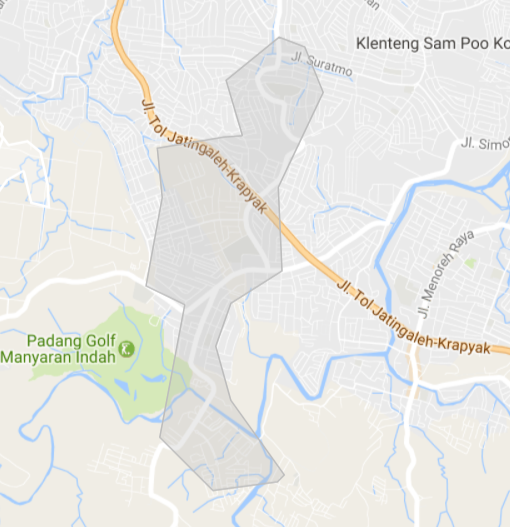 Jl. Suratmo
Klenteng Sam Poo Ko
Jl. Tol Jatingaleh-Krapyak
Jl. Simo
Jl. Menoreh Raya
Jl. Tol Jatingaleh-Krapyak
Padang Golf
Manyaran Indah